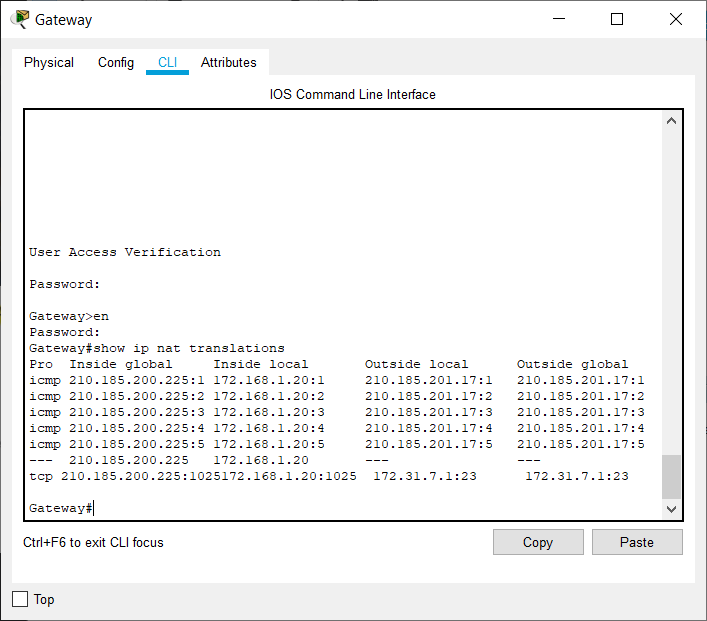 Gateway
Physical Config CLI Attributes
IOS Command Line Interface
User Access Verification
Password:
Gateway>en
Password:
Gateway#show ip nat translations
Pro  Inside global     Inside local       Outside local      Outside global
icmp 210.185.200.225:1 172.168.1.20:1     210.185.201.17:1   210.185.201.17:1
icmp 210.185.200.225:2 172.168.1.20:2     210.185.201.17:2   210.185.201.17:2
icmp 210.185.200.225:3 172.168.1.20:3     210.185.201.17:3   210.185.201.17:3
icmp 210.185.200.225:4 172.168.1.20:4     210.185.201.17:4   210.185.201.17:4
icmp 210.185.200.225:5 172.168.1.20:5     210.185.201.17:5   210.185.201.17:5
---  210.185.200.225   172.168.1.20       ---                ---
tcp 210.185.200.225:1025172.168.1.20:1025  172.31.7.1:23      172.31.7.1:23
Gateway#
Ctrl+F6 to exit CLI focus
Copy Paste
Top